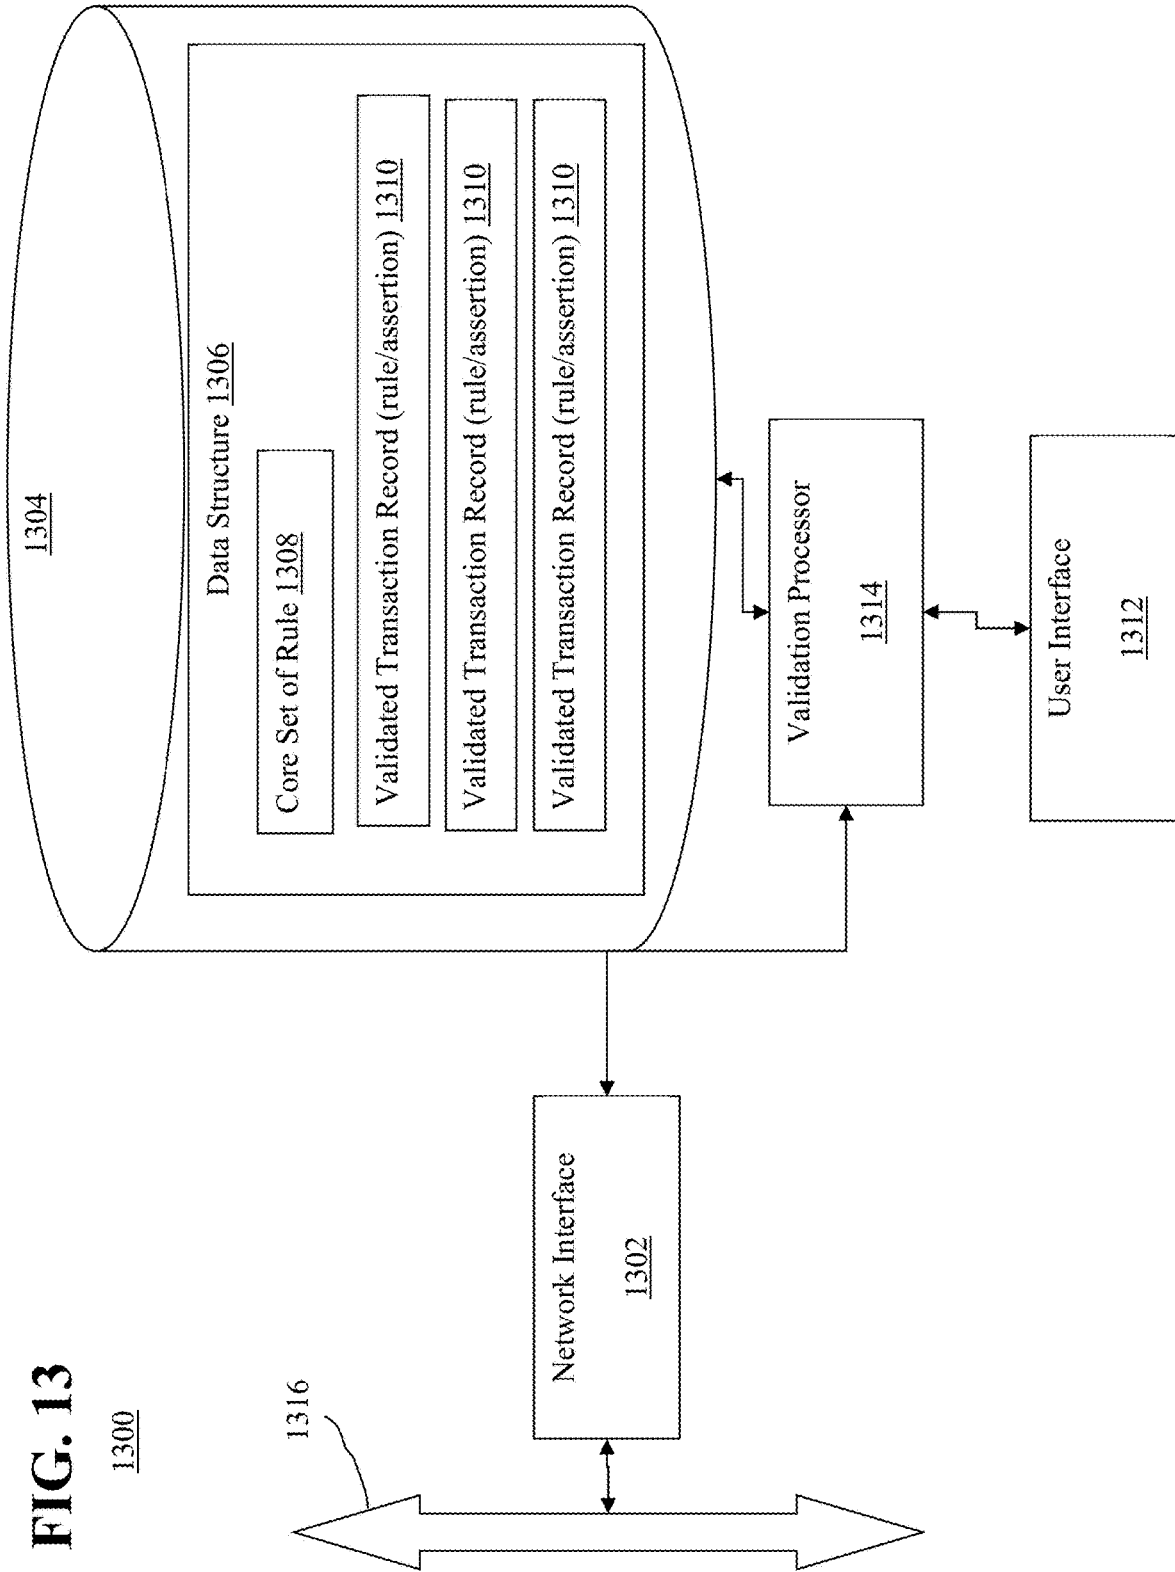 FIG. 13
1300
1316
Network Interface
1302
1304
Data Structure 1306
Core Set of Rule 1308
Validated Transaction Record (rule/assertion) 1310
Validated Transaction Record (rule/assertion) 1310
Validated Transaction Record (rule/assertion) 1310
Validation Processor
1314
User Interface
1312